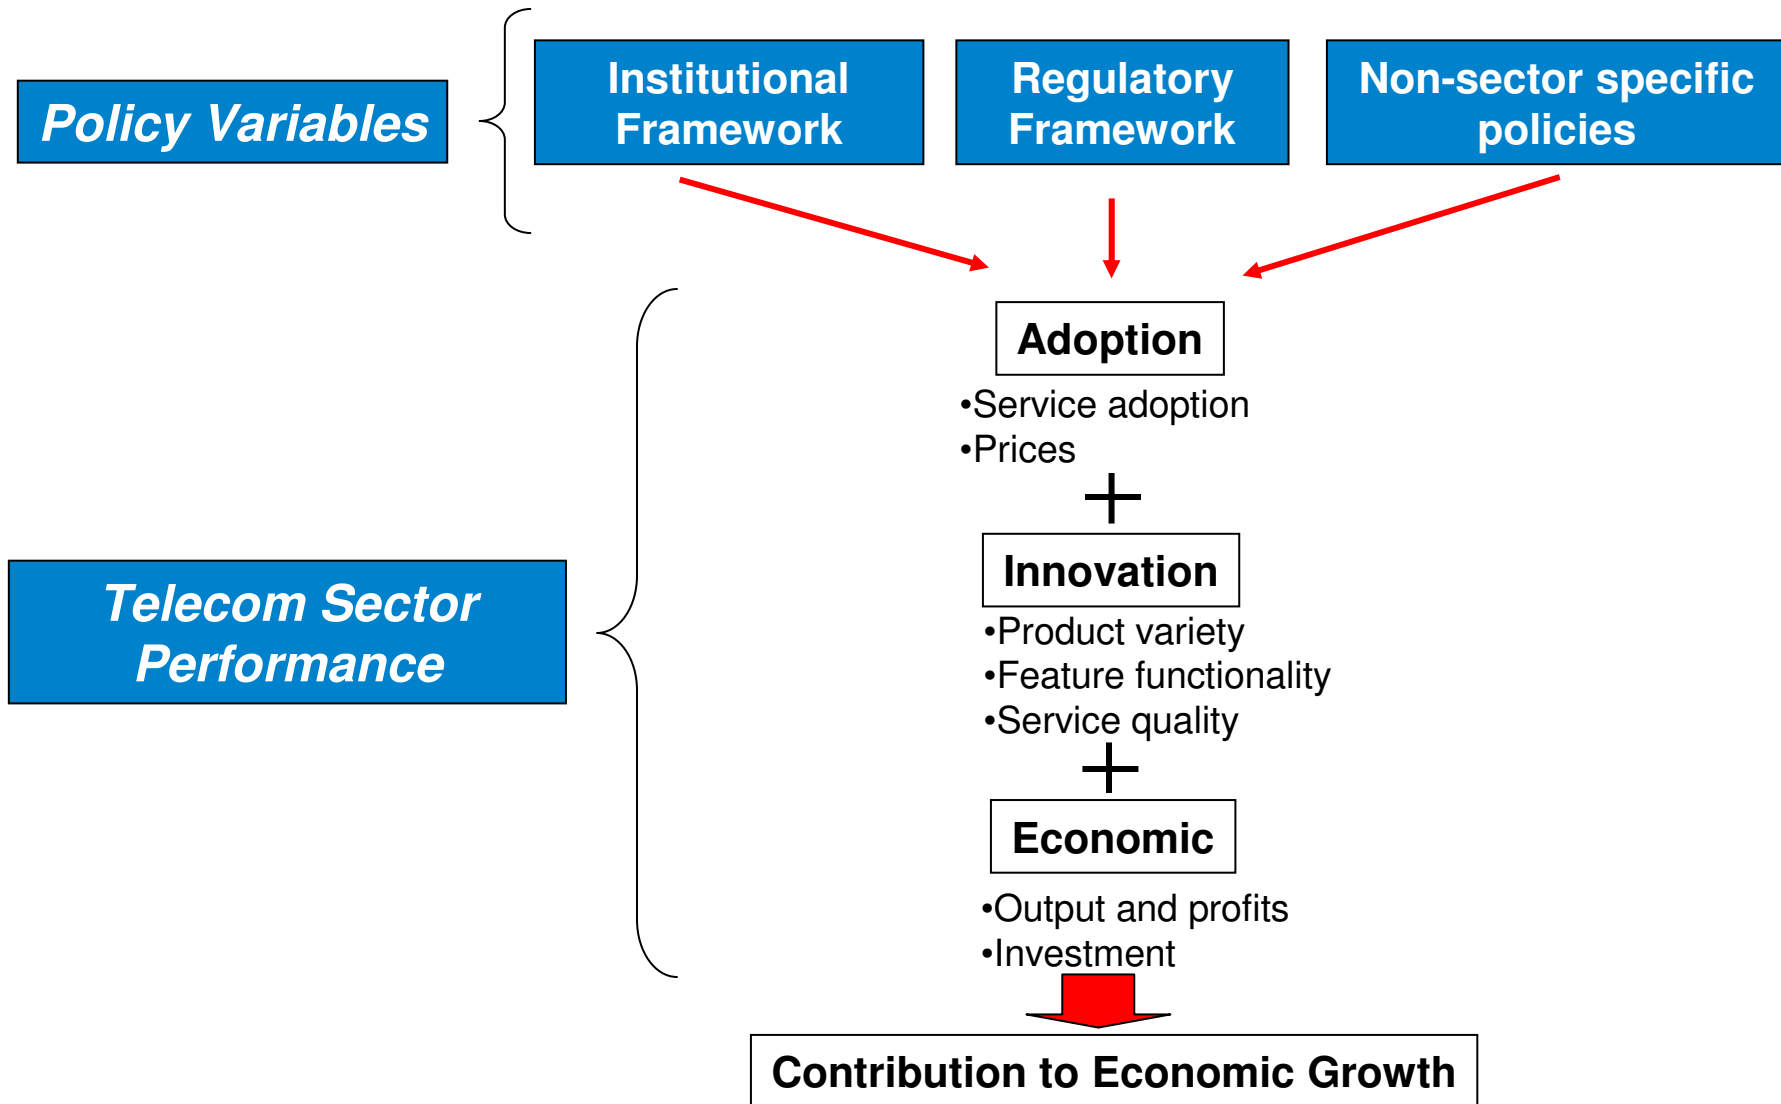 Policy Variables
Institutional
Framework
Regulatory
Framework
Non-sector specific
policies
Telecom Sector
Performance
Adoption
•Service adoption
•Prices
+
Innovation
•Product variety
•Feature functionality
•Service quality
+
Economic
•Output and profits
•Investment
Contribution to Economic Growth